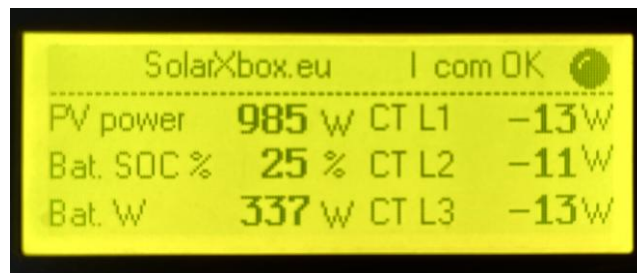 SolarXbox.eu I com OK
PV power 985 W CT L1 -13W
Bat. SOC % 25 % CT L2 -11W
Bat. W 337 W CT L3 -13W